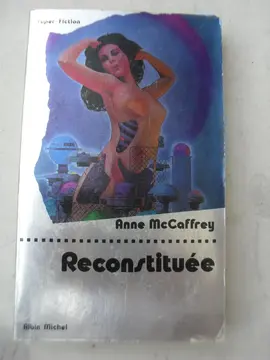 Super Fiction
Anne McCaffrey
Reconstituée
Albin Michel